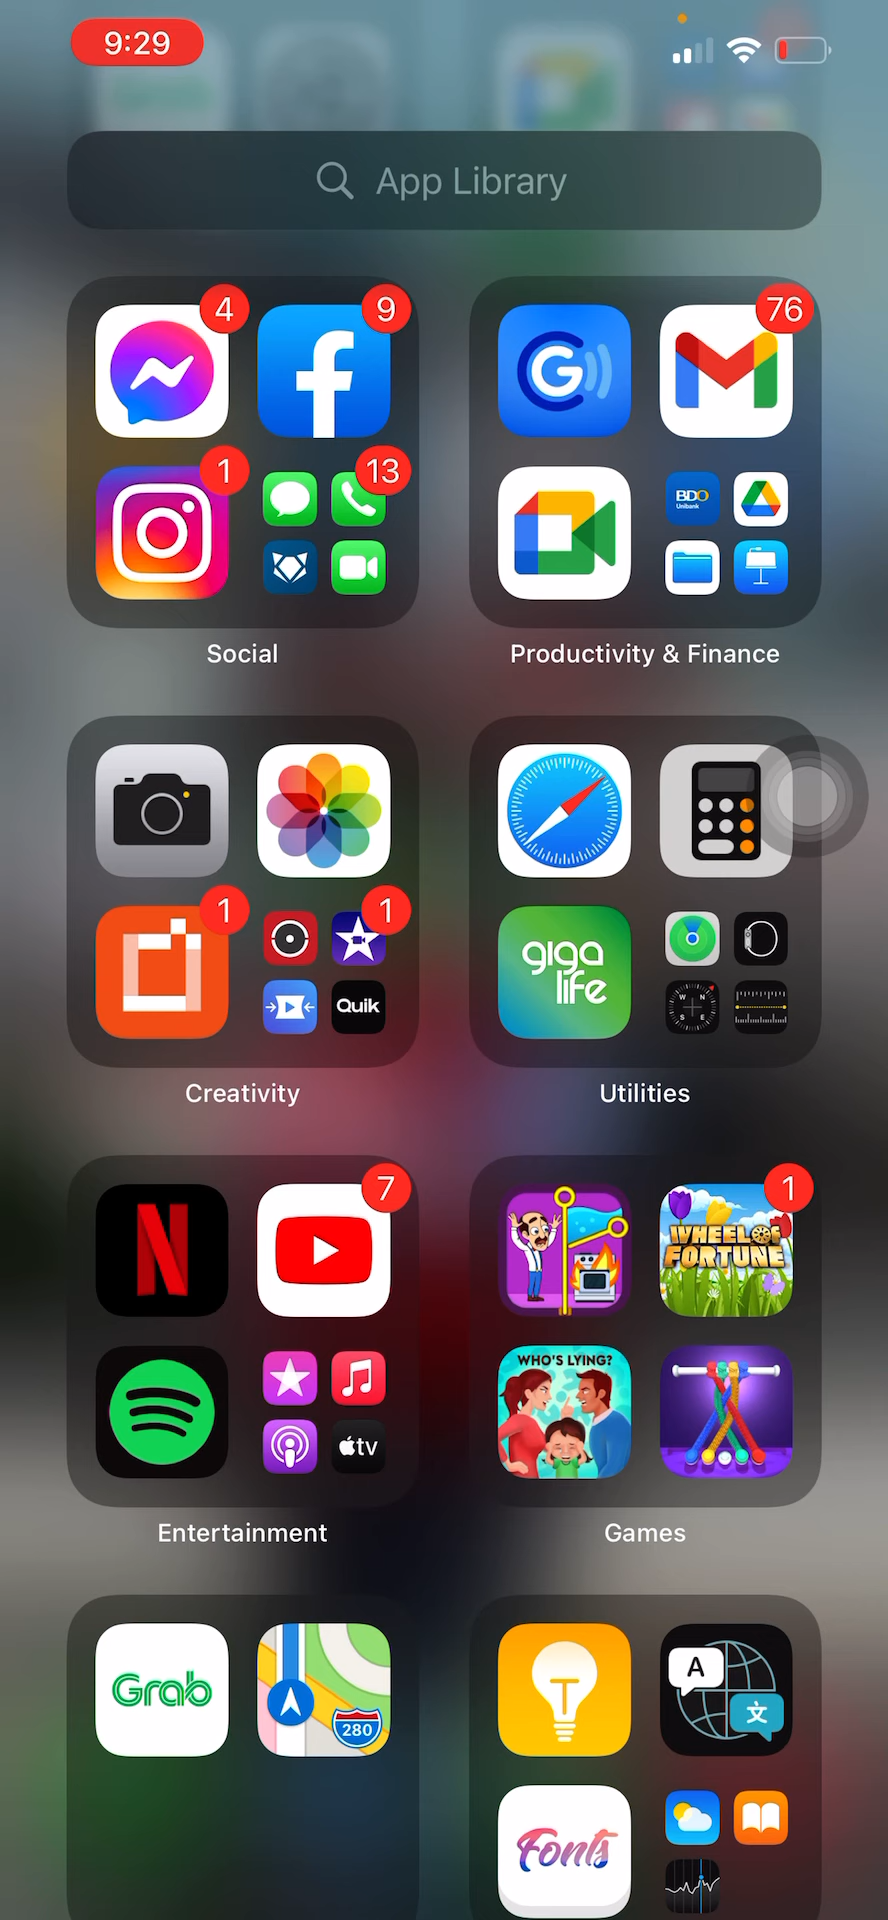 9:29
App Library
4
9
76
1
13
BDO
Unibank
Social
Productivity & Finance
1
1
giga
life
Quik
W N
S E
Creativity
Utilities
7
1
WHEEL OF
FORTUNE
WHO'S LYING?
tv
Entertainment
Games
Grab
280
A
文
T
Fonts